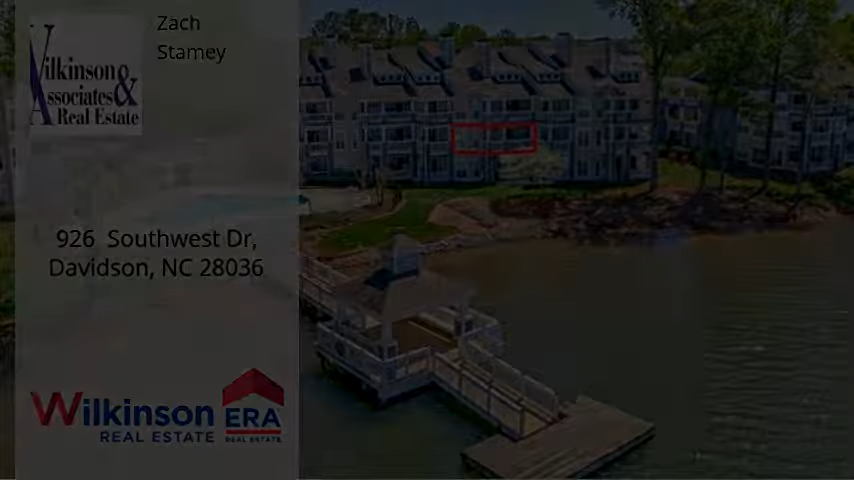 Zach
Stamey
Wilkinson &
Associates
Real Estate
926 Southwest Dr,
Davidson, NC 28036
Wilkinson
REAL ESTATE
ERA
REAL ESTATE